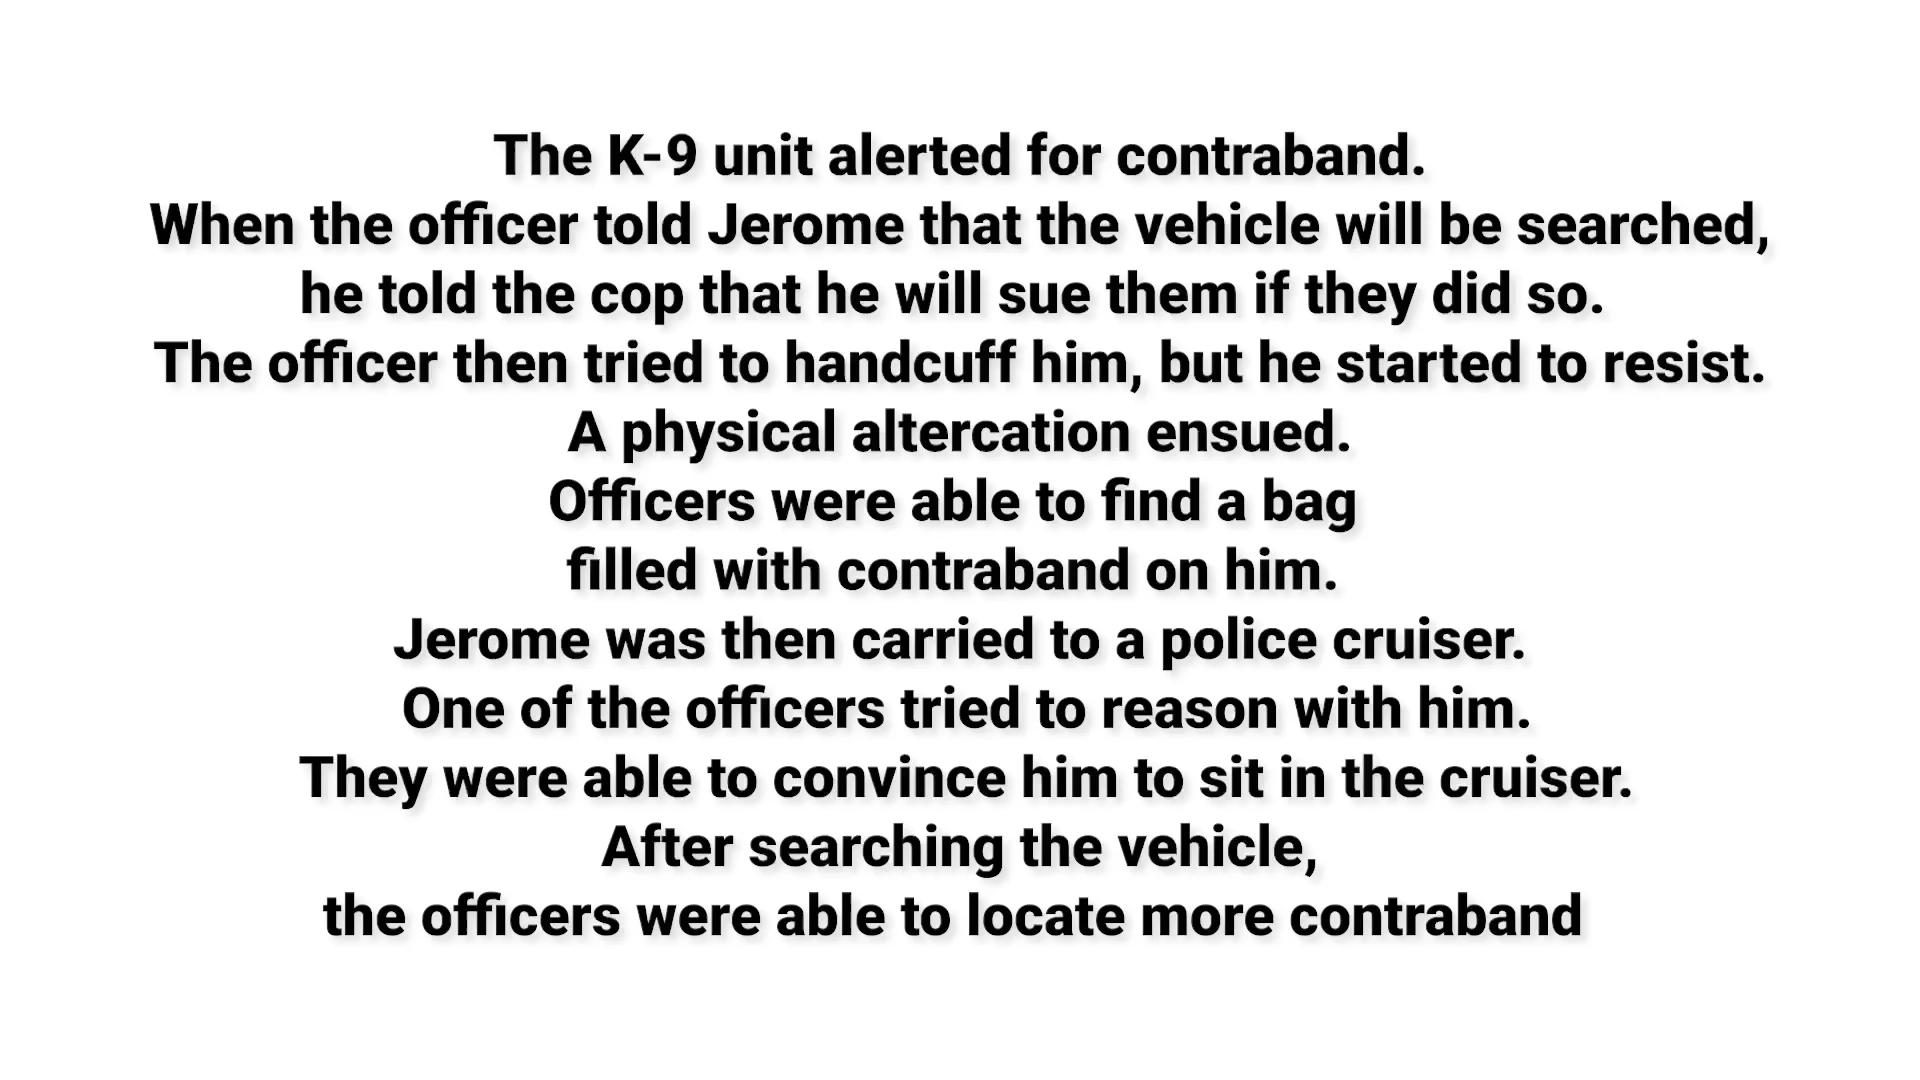 The K-9 unit alerted for contraband.
When the officer told Jerome that the vehicle will be searched,
he told the cop that he will sue them if they did so.
The officer then tried to handcuff him, but he started to resist.
A physical altercation ensued.
Officers were able to find a bag
filled with contraband on him.
Jerome was then carried to a police cruiser.
One of the officers tried to reason with him.
They were able to convince him to sit in the cruiser.
After searching the vehicle,
the officers were able to locate more contraband